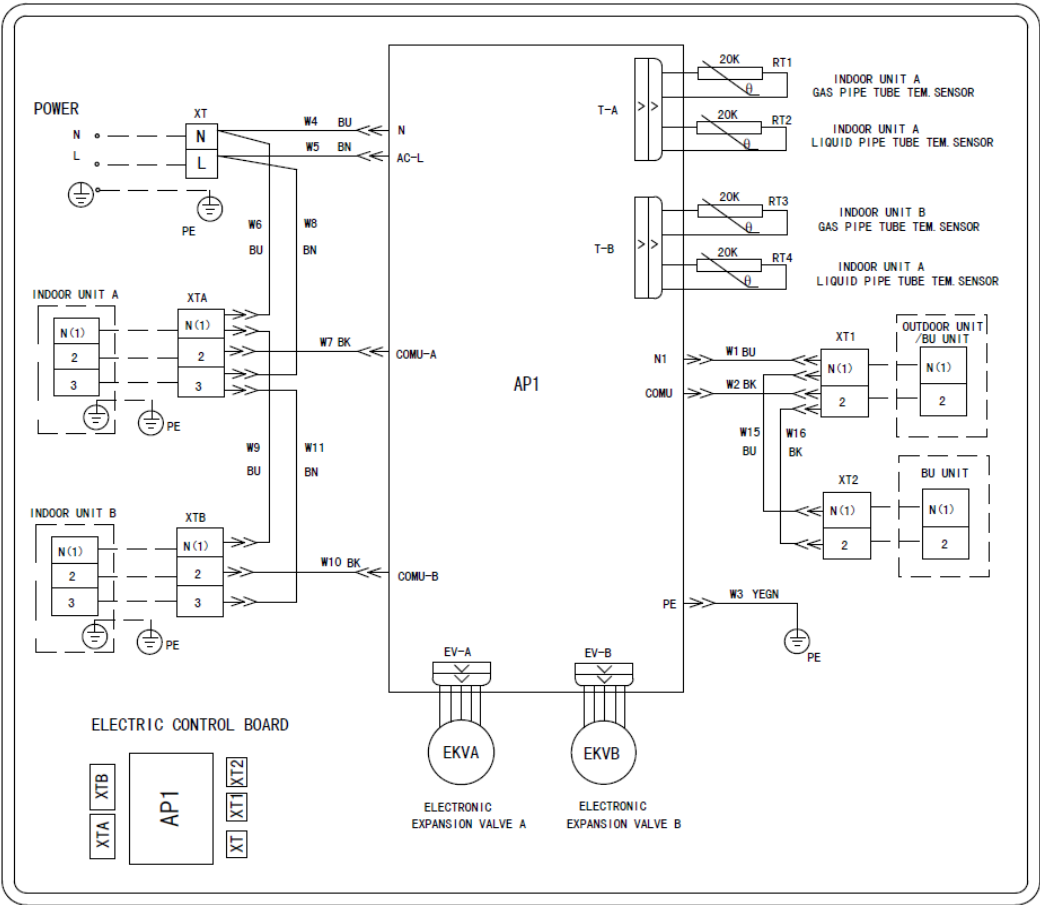 POWER
N
L
PE
XT
N
L
W4 BU
W5 BN
N
AC-L
W6
BU
W8
BN
INDOOR UNIT A
N(1)
2
3
PE
XTA
N(1)
2
3
W7 BK
COMU-A
W9
BU
W11
BN
INDOOR UNIT B
N(1)
2
3
PE
XTB
N(1)
2
3
W10 BK
COMU-B
AP1
T-A
20K
RT1
θ
INDOOR UNIT A
GAS PIPE TUBE TEM.SENSOR
20K
RT2
θ
INDOOR UNIT A
LIQUID PIPE TUBE TEM.SENSOR
T-B
20K
RT3
θ
INDOOR UNIT B
GAS PIPE TUBE TEM.SENSOR
20K
RT4
θ
INDOOR UNIT A
LIQUID PIPE TUBE TEM.SENSOR
N1
COMU
W1 BU
W2 BK
XT1
N(1)
2
OUTDOOR UNIT
/BU UNIT
N(1)
2
W15
BU
W16
BK
XT2
N(1)
2
BU UNIT
N(1)
2
PE
W3 YEGN
PE
EV-A
EV-B
EKVA
EKVB
ELECTRONIC
EXPANSION VALVE A
ELECTRONIC
EXPANSION VALVE B
ELECTRIC CONTROL BOARD
XTB
XTA
AP1
XT2
XT1
XT